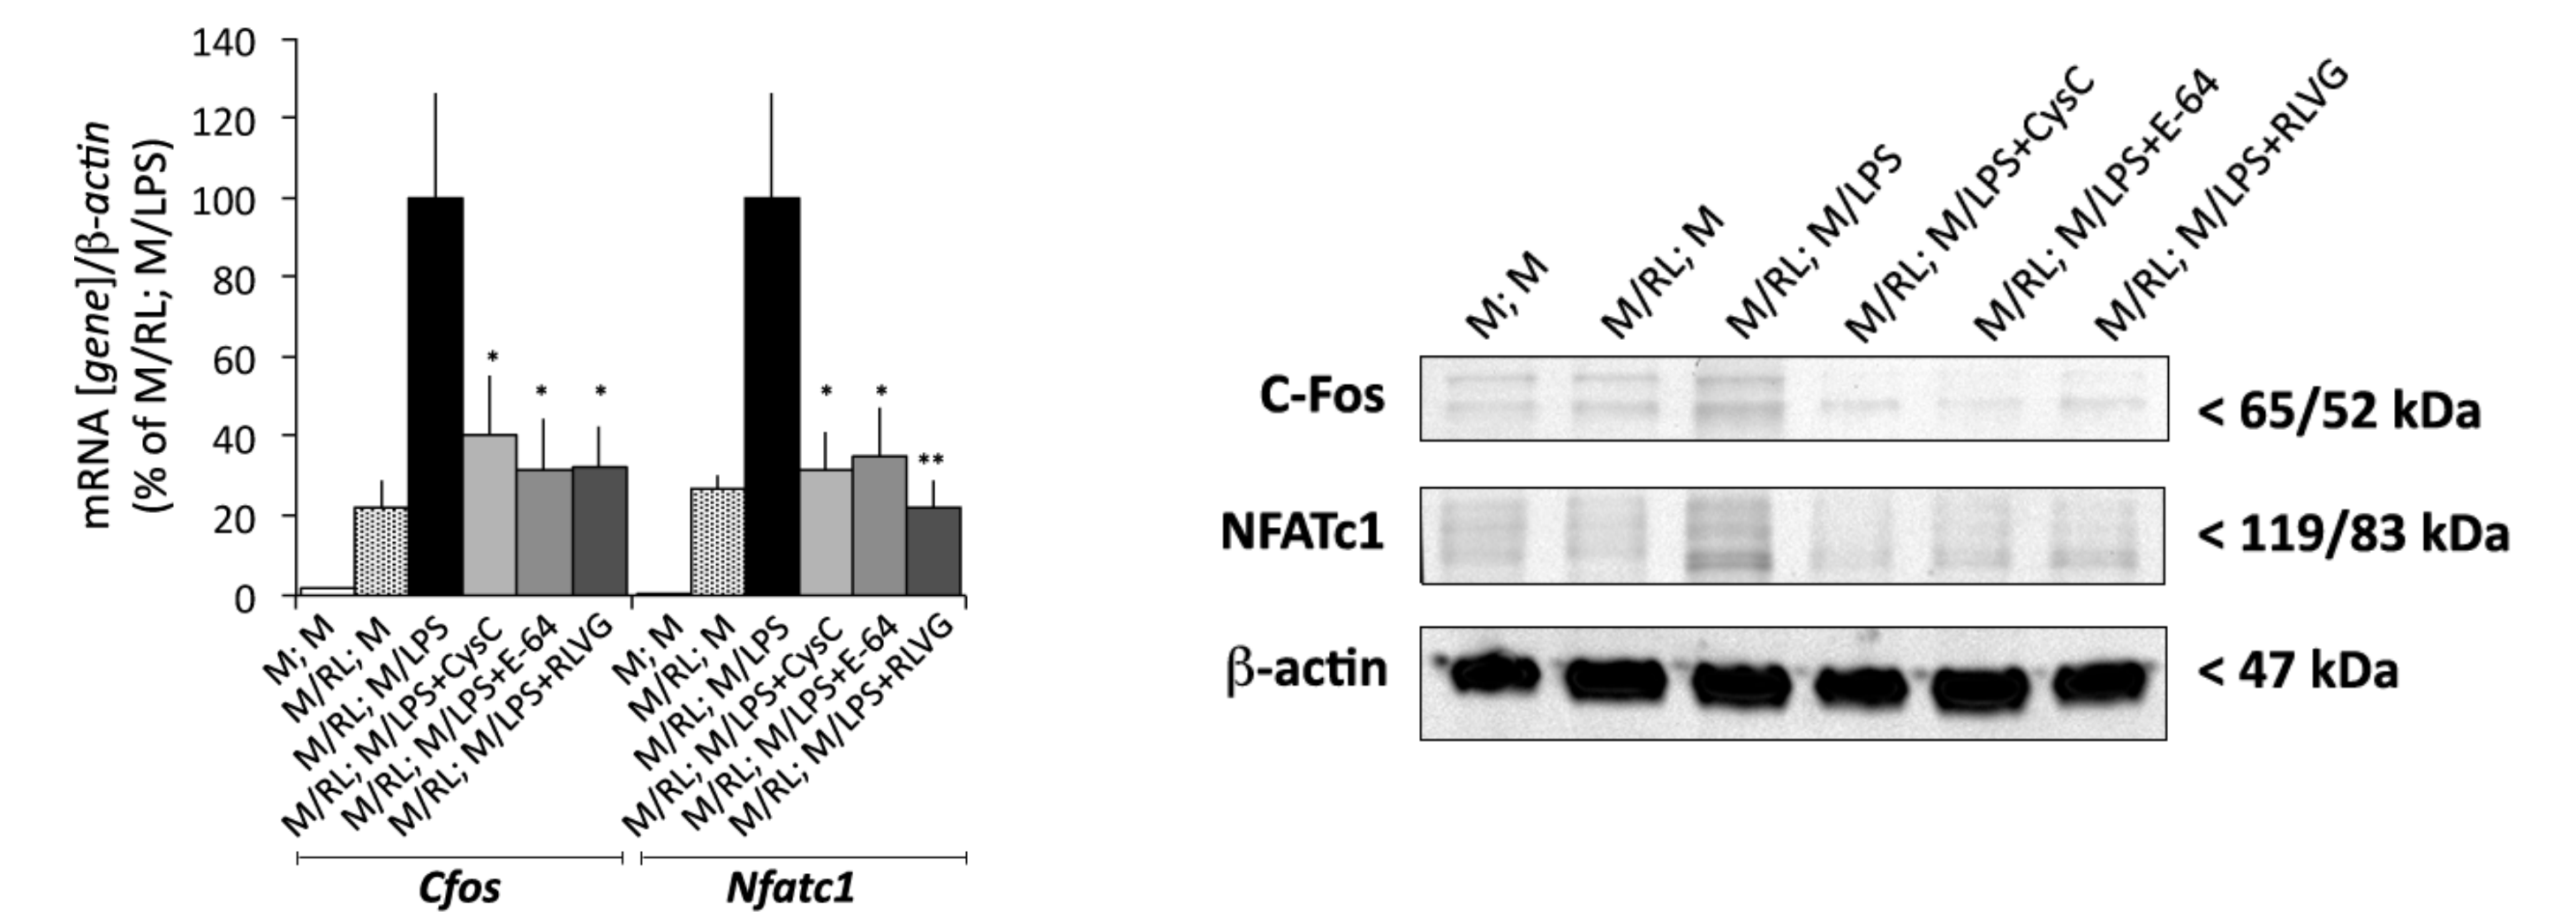 mRNA [gene]/β-actin
(% of M/RL; M/LPS)
140
120
100
80
60
40
20
0
*
*
*
*
*
**
M; M
M/RL; M
M/RL; M/LPS
M/RL; M/LPS+CysC
M/RL; M/LPS+E-64
M/RL; M/LPS+RLVG
M; M
M/RL; M
M/RL; M/LPS
M/RL; M/LPS+CysC
M/RL; M/LPS+E-64
M/RL; M/LPS+RLVG
Cfos
Nfatc1
M; M
M/RL; M
M/RL; M/LPS
M/RL; M/LPS+CysC
M/RL; M/LPS+E-64
M/RL; M/LPS+RLVG
C-Fos
< 65/52 kDa
NFATc1
< 119/83 kDa
β-actin
< 47 kDa